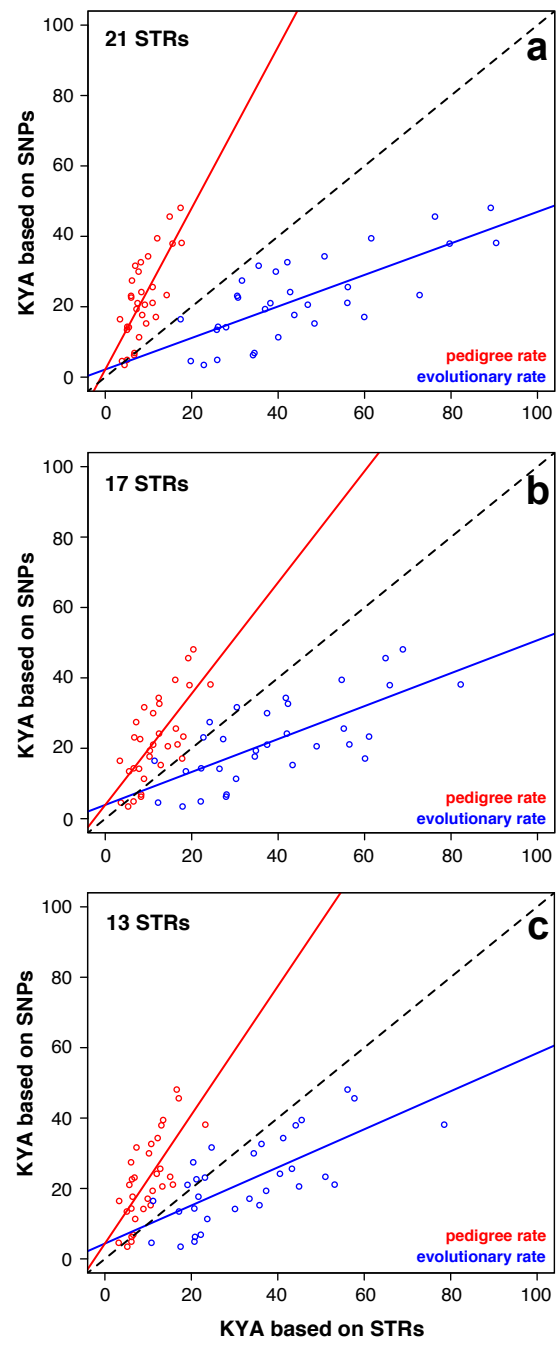 21 STRs
a
KYA based on SNPs
100
80
60
40
20
0
pedigree rate
evolutionary rate
0 20 40 60 80 100
17 STRs
b
KYA based on SNPs
100
80
60
40
20
0
pedigree rate
evolutionary rate
0 20 40 60 80 100
13 STRs
c
KYA based on SNPs
100
80
60
40
20
0
pedigree rate
evolutionary rate
0 20 40 60 80 100
KYA based on STRs